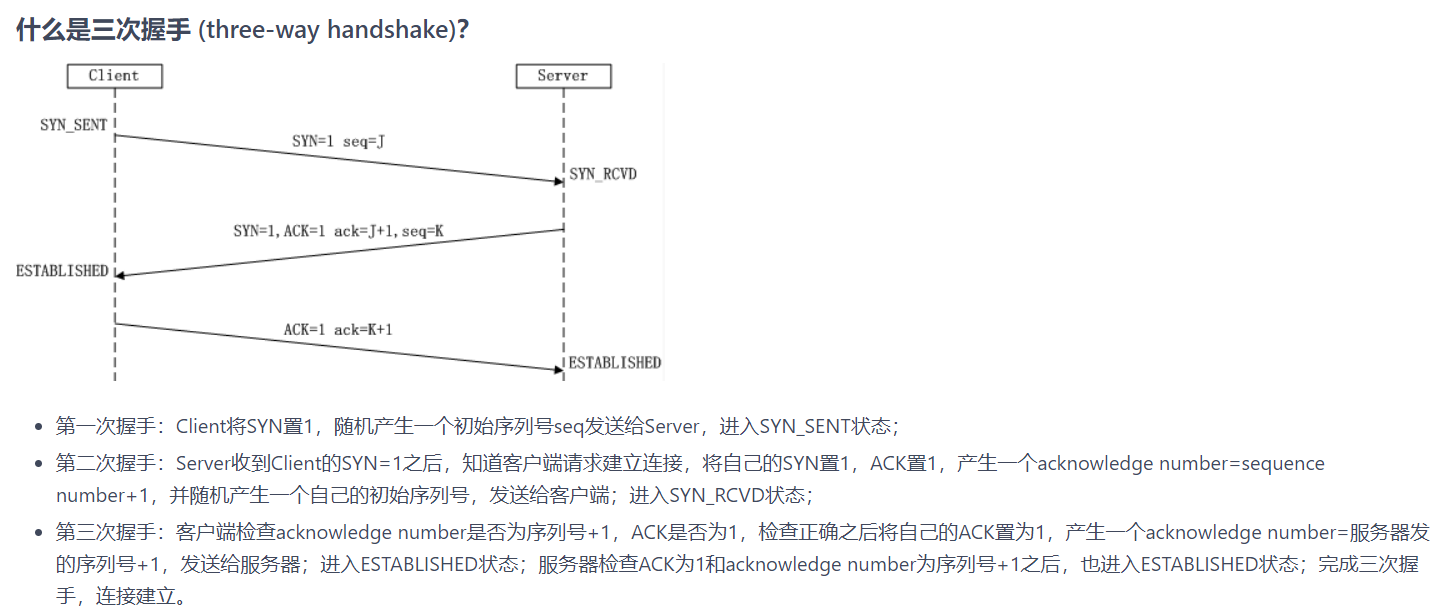 什么是三次握手 (three-way handshake)?
Client
Server
SYN_SENT
SYN=1 seq=J
SYN_RCVD
SYN=1,ACK=1 ack=J+1,seq=K
ESTABLISHED
ACK=1 ack=K+1
ESTABLISHED
第一次握手：Client将SYN置1，随机产生一个初始序列号seq发送给Server，进入SYN_SENT状态；
第二次握手：Server收到Client的SYN=1之后，知道客户端请求建立连接，将自己的SYN置1，ACK置1，产生一个acknowledge number=sequence
number+1，并随机产生一个自己的初始序列号，发送给客户端；进入SYN_RCVD状态；
第三次握手：客户端检查acknowledge number是否为序列号+1，ACK是否为1，检查正确之后将自己的ACK置为1，产生一个acknowledge number=服务器发
的序列号+1，发送给服务器；进入ESTABLISHED状态；服务器检查ACK为1和acknowledge number为序列号+1之后，也进入ESTABLISHED状态；完成三次握
手，连接建立。